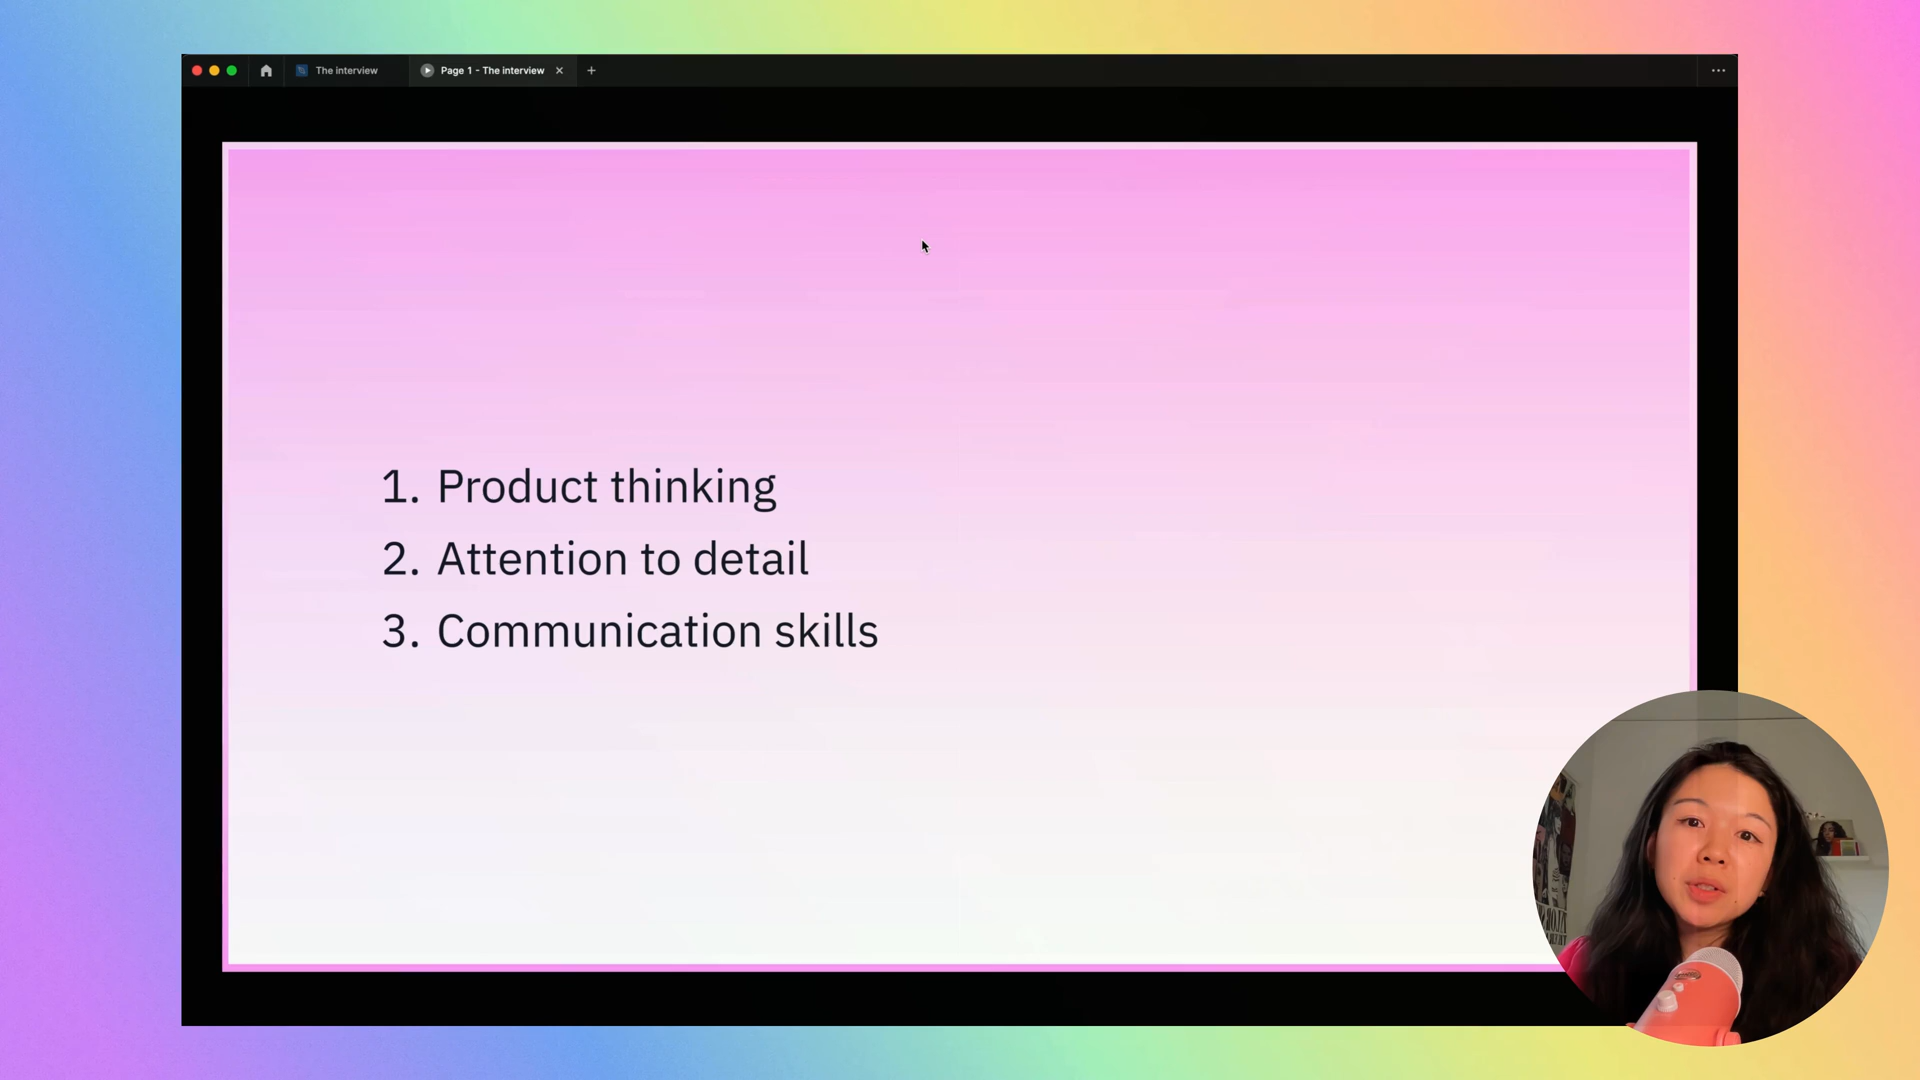 The interview
Page 1 - The interview
1. Product thinking
2. Attention to detail
3. Communication skills